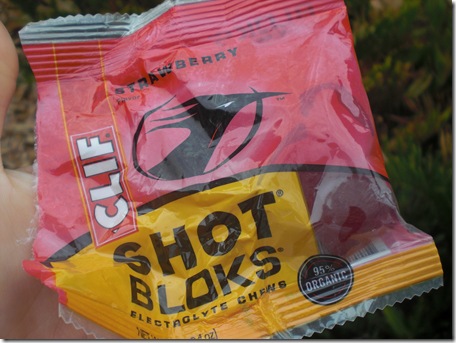 STRAWBERRY
CLIF
SHOT
BLOKS
ELECTROLYTE CHEWS
95%
ORGANIC